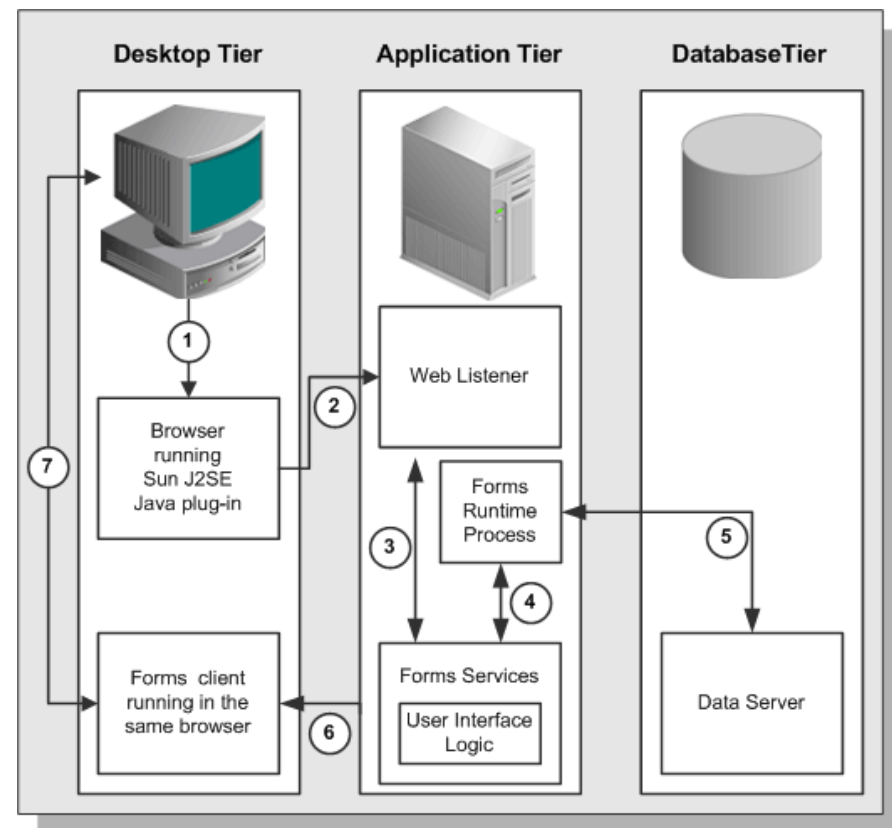 Desktop Tier
Application Tier
DatabaseTier
1
Browser
running
Sun J2SE
Java plug-in
2
Web Listener
Forms
Runtime
Process
3
4
5
7
Forms client
running in the
same browser
6
Forms Services
User Interface
Logic
Data Server